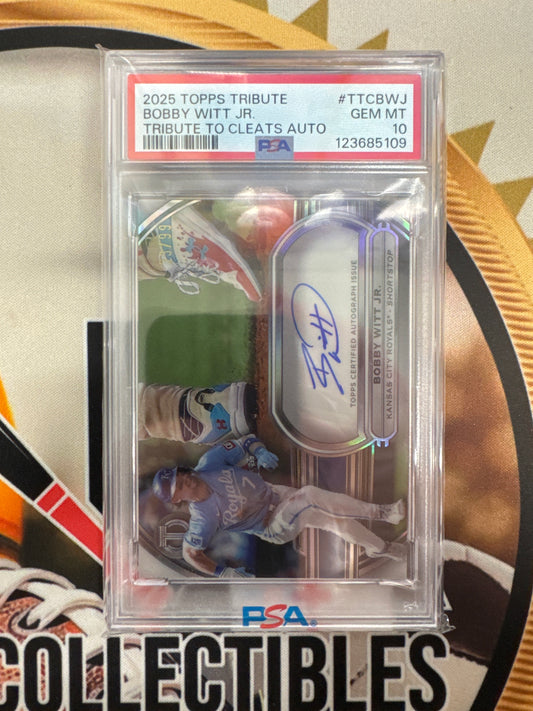 2025 TOPPS TRIBUTE #TTCBWJ
BOBBY WITT JR. GEM MT
TRIBUTE TO CLEATS AUTO 10
PSA 123685109
TOPPS CERTIFIED AUTOGRAPH ISSUE
BOBBY WITT JR.
KANSAS CITY ROYALS® - SHORTSTOP
Royals
7
PSA®
COLLECTIBLES